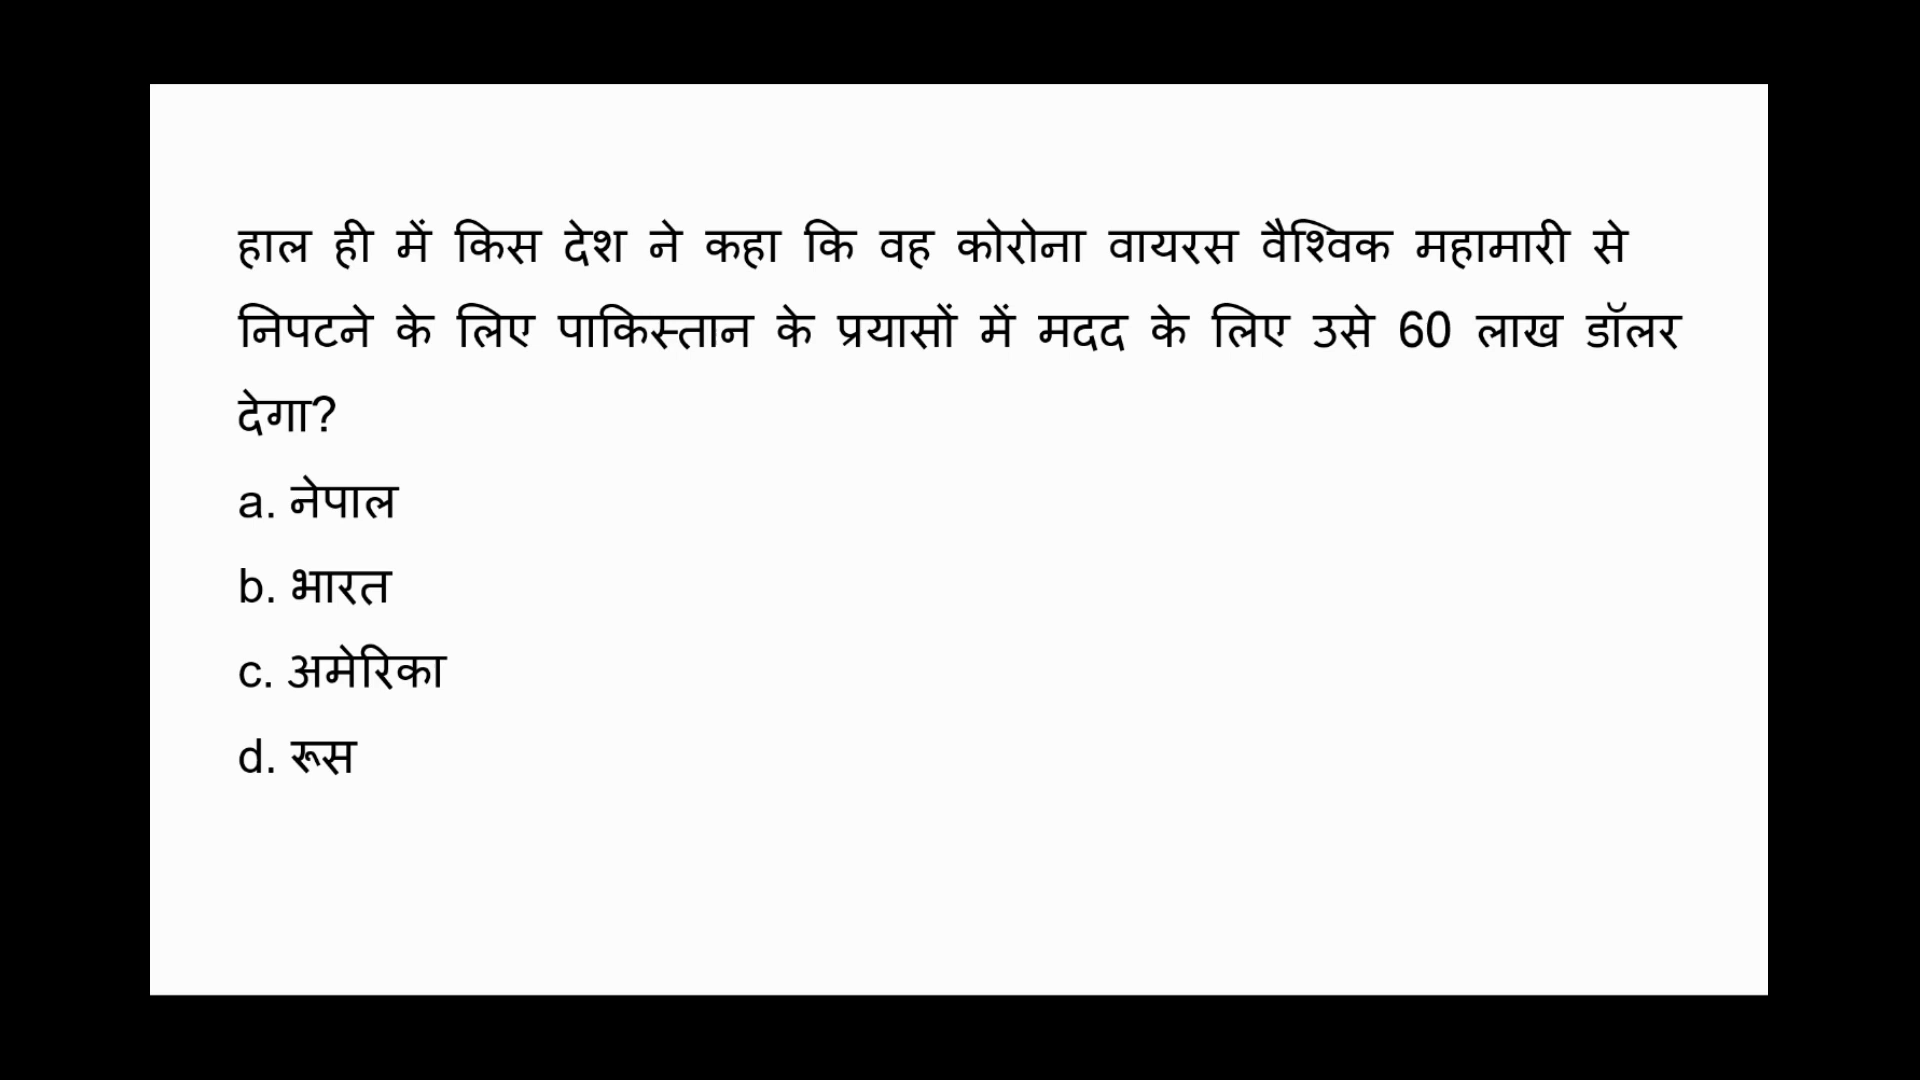 हाल ही में किस देश ने कहा कि वह कोरोना वायरस वैश्विक महामारी से
निपटने के लिए पाकिस्तान के प्रयासों में मदद के लिए उसे 60 लाख डॉलर
देगा?
a. नेपाल
b. भारत
c. अमेरिका
d. रूस